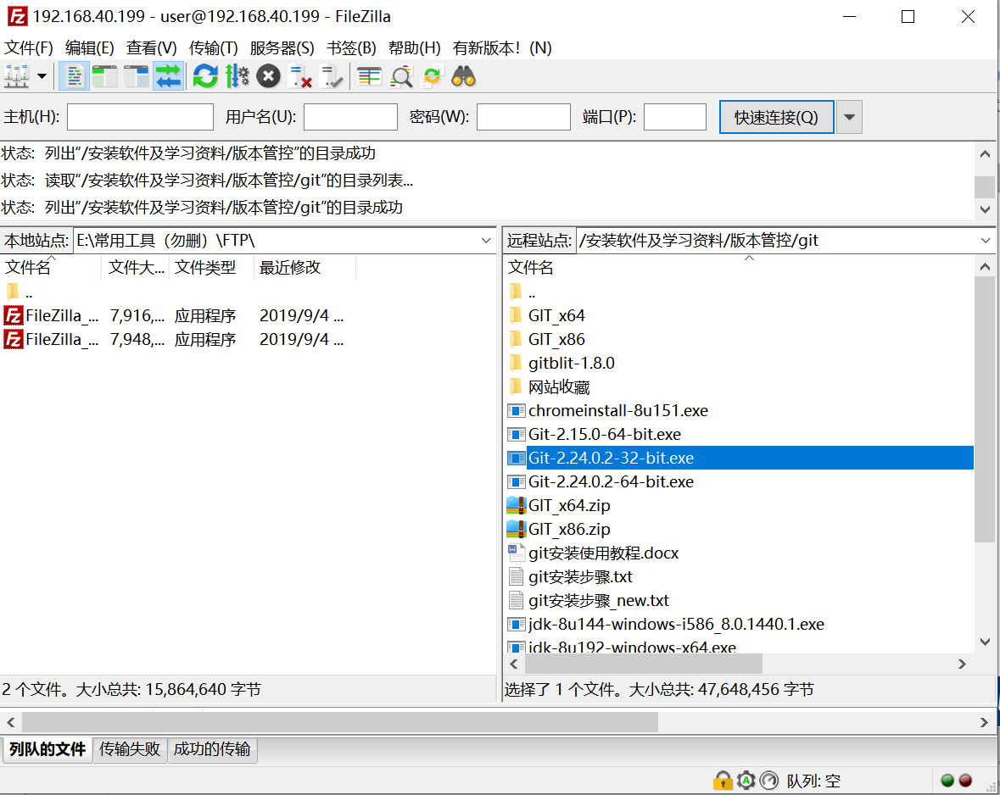 192.168.40.199 - user@192.168.40.199 - FileZilla
文件(F) 编辑(E) 查看(V) 传输(T) 服务器(S) 书签(B) 帮助(H) 有新版本！(N)
主机(H): 用户名(U): 密码(W): 端口(P): 快速连接(Q)
状态: 列出“/安装软件及学习资料/版本管控”的目录成功
状态: 读取“/安装软件及学习资料/版本管控/git”的目录列表...
状态: 列出“/安装软件及学习资料/版本管控/git”的目录成功
本地站点: E:\常用工具（勿删）\FTP\
文件名 文件大... 文件类型 最近修改
..
FileZilla_... 7,916,... 应用程序 2019/9/4 ...
FileZilla_... 7,948,... 应用程序 2019/9/4 ...
2 个文件。大小总共: 15,864,640 字节
远程站点: /安装软件及学习资料/版本管控/git
文件名
..
GIT_x64
GIT_x86
gitblit-1.8.0
网站收藏
chromeinstall-8u151.exe
Git-2.15.0-64-bit.exe
Git-2.24.0.2-32-bit.exe
Git-2.24.0.2-64-bit.exe
GIT_x64.zip
GIT_x86.zip
git安装使用教程.docx
git安装步骤.txt
git安装步骤_new.txt
jdk-8u144-windows-i586_8.0.1440.1.exe
jdk-8u192-windows-x64.exe
选择了 1 个文件。大小总共: 47,648,456 字节
列队的文件 传输失败 成功的传输
队列: 空